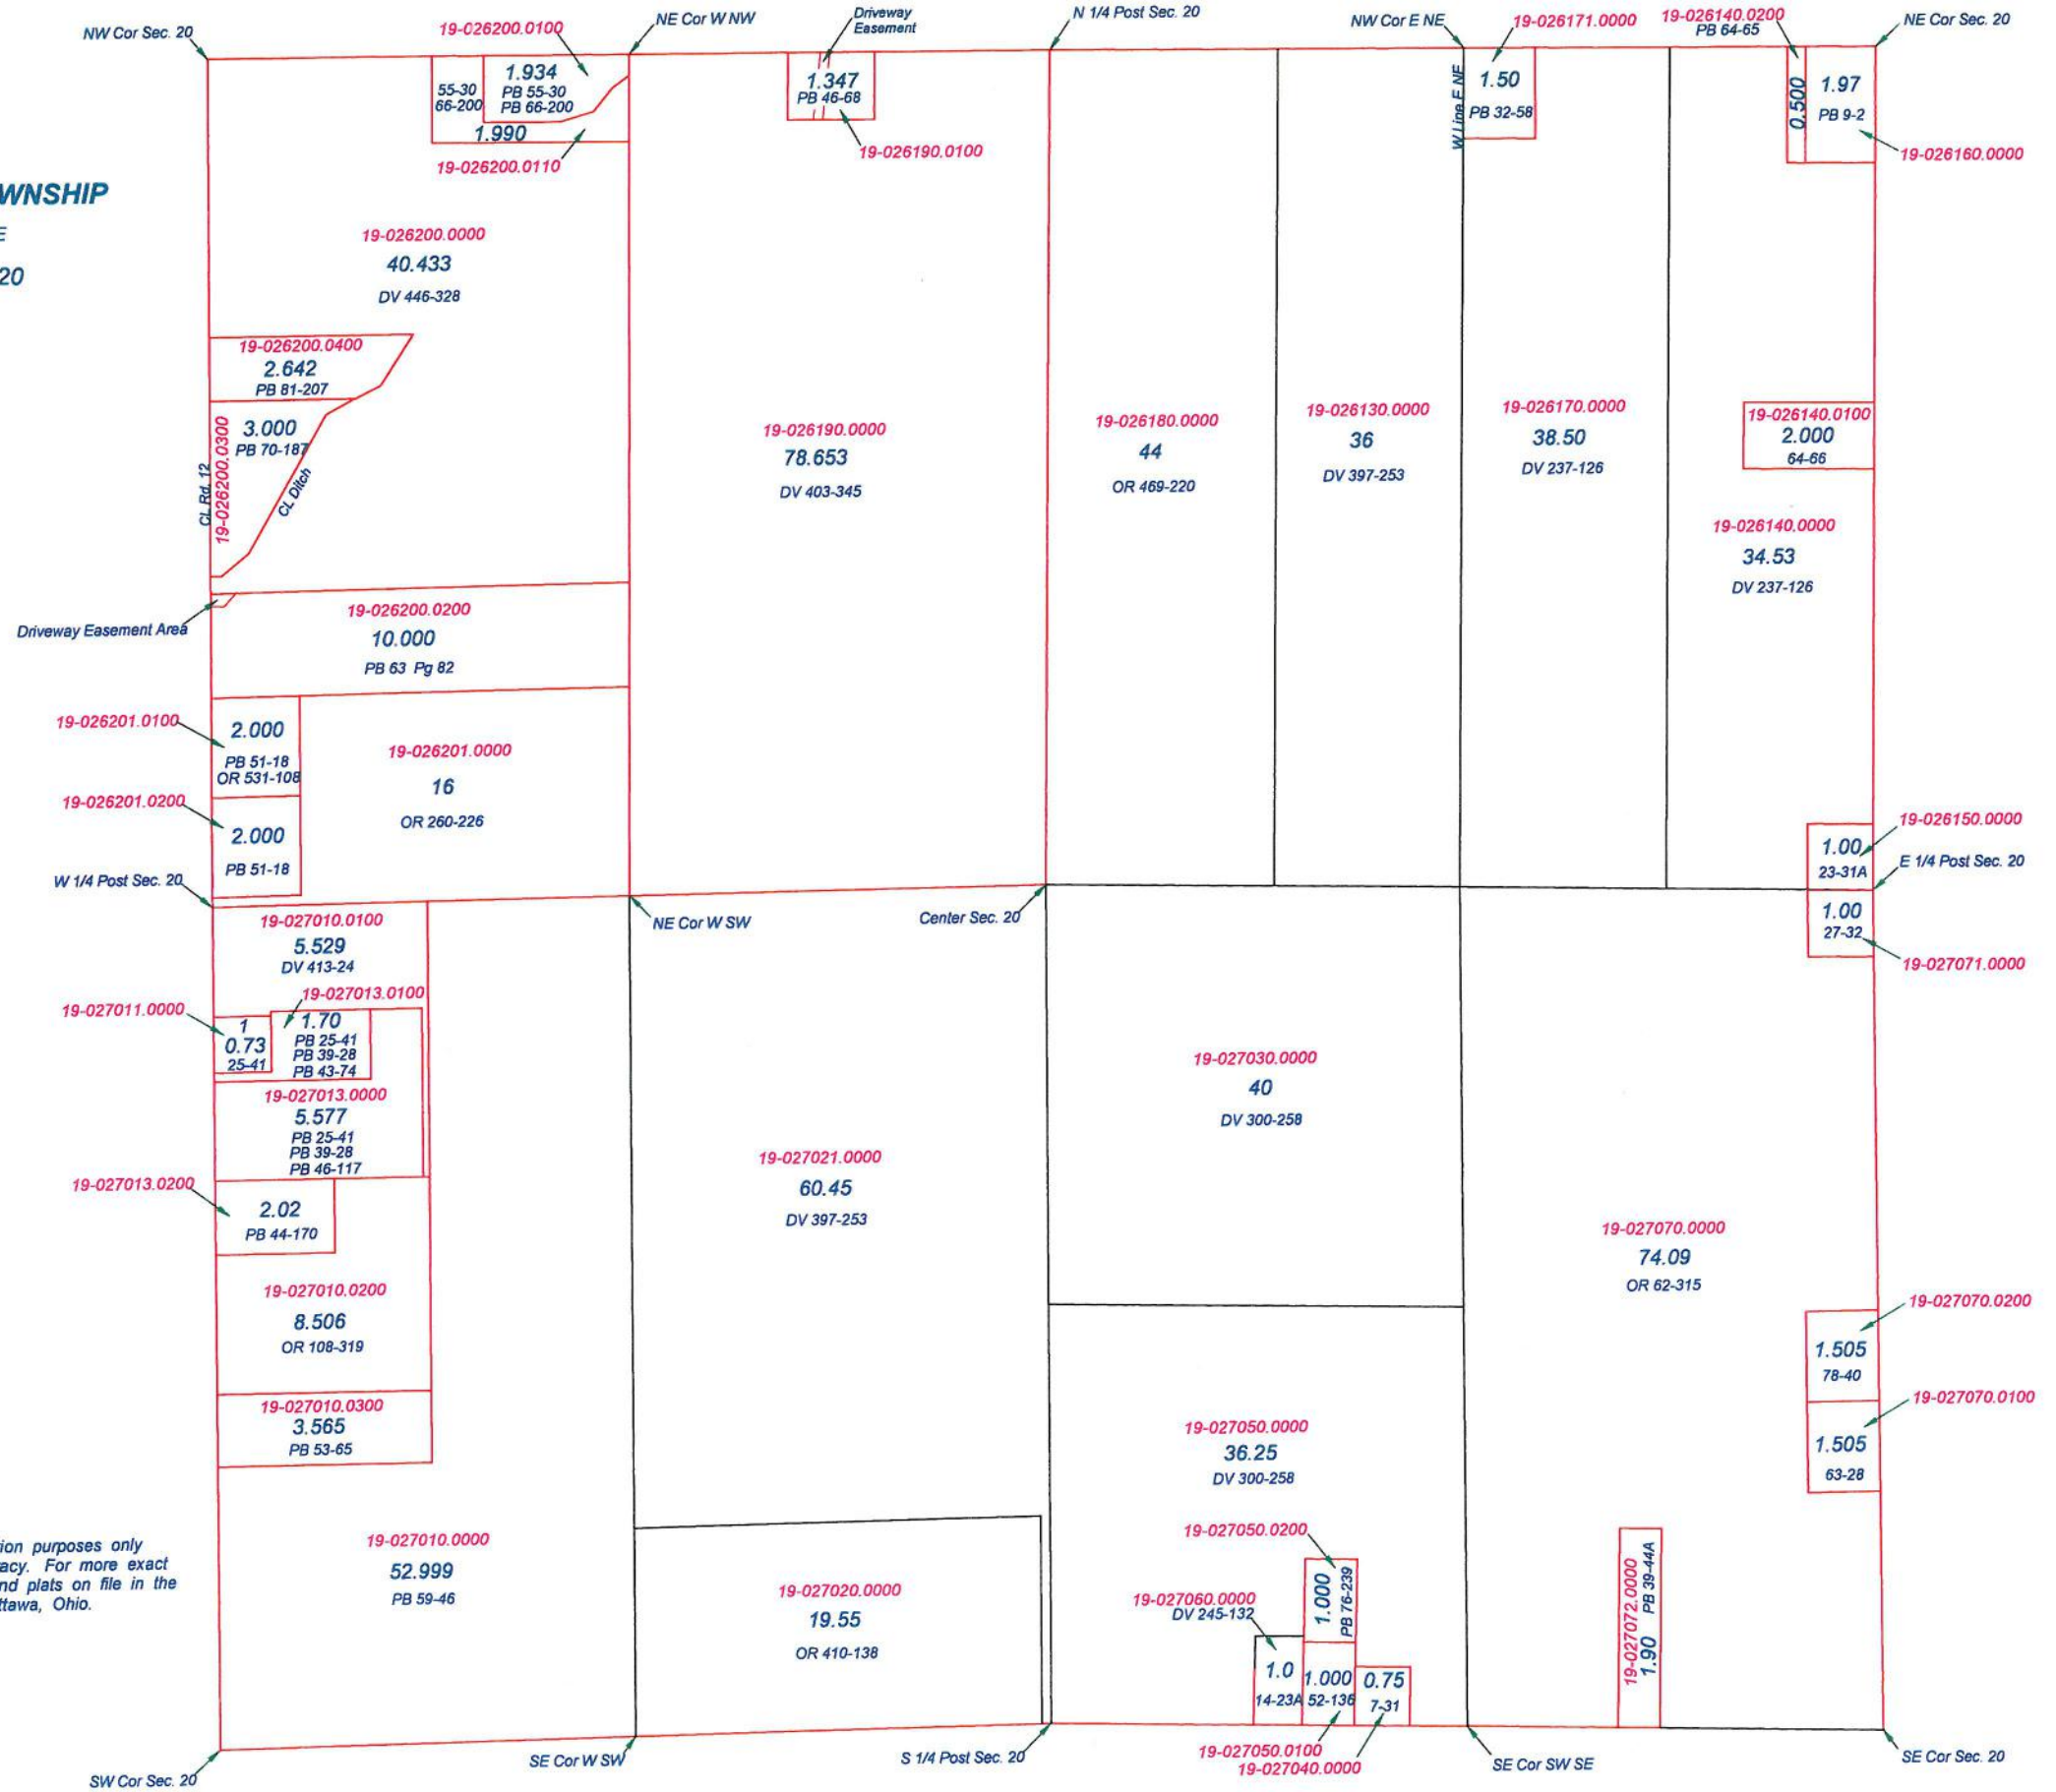 NW Cor Sec. 20
19-026200.0100
NE Cor W NW
Driveway
Easement
N 1/4 Post Sec. 20
NW Cor E NE
19-026171.0000
19-026140.0200
PB 64-65
NE Cor Sec. 20
55-30
66-200
1.934
PB 55-30
PB 66-200
1.990
19-026200.0110
1.347
PB 46-68
19-026190.0100
W Line E NE
1.50
PB 32-58
0.500
1.97
PB 9-2
19-026160.0000
WNSHIP
E
20
19-026200.0000
40.433
DV 446-328
19-026200.0400
2.642
PB 81-207
3.000
PB 70-187
CL Rd. 12
19-026200.0300
CL Ditch
19-026190.0000
78.653
DV 403-345
19-026180.0000
44
OR 469-220
19-026130.0000
36
DV 397-253
19-026170.0000
38.50
DV 237-126
19-026140.0100
2.000
64-66
19-026140.0000
34.53
DV 237-126
Driveway Easement Area
19-026200.0200
10.000
PB 63 Pg 82
19-026201.0100
2.000
PB 51-18
OR 531-108
19-026201.0000
16
OR 260-226
19-026201.0200
2.000
PB 51-18
W 1/4 Post Sec. 20
19-026150.0000
1.00
23-31A
E 1/4 Post Sec. 20
NE Cor W SW
Center Sec. 20
1.00
27-32
19-027071.0000
19-027010.0100
5.529
DV 413-24
19-027011.0000
19-027013.0100
1
0.73
25-41
1.70
PB 25-41
PB 39-28
PB 43-74
19-027013.0000
5.577
PB 25-41
PB 39-28
PB 46-117
19-027013.0200
2.02
PB 44-170
19-027010.0200
8.506
OR 108-319
19-027010.0300
3.565
PB 53-65
19-027021.0000
60.45
DV 397-253
19-027030.0000
40
DV 300-258
19-027070.0000
74.09
OR 62-315
19-027070.0200
1.505
78-40
19-027070.0100
1.505
63-28
19-027050.0000
36.25
DV 300-258
19-027050.0200
1.000
PB 76-239
19-027060.0000
DV 245-132
1.0
14-23A
1.000
52-136
0.75
7-31
19-027050.0100
19-027040.0000
19-027072.0000
1.90 PB 39-44A
19-027010.0000
52.999
PB 59-46
19-027020.0000
19.55
OR 410-138
ion purposes only
acy. For more exact
nd plats on file in the
ttawa, Ohio.
SW Cor Sec. 20
SE Cor W SW
S 1/4 Post Sec. 20
SE Cor SW SE
SE Cor Sec. 20